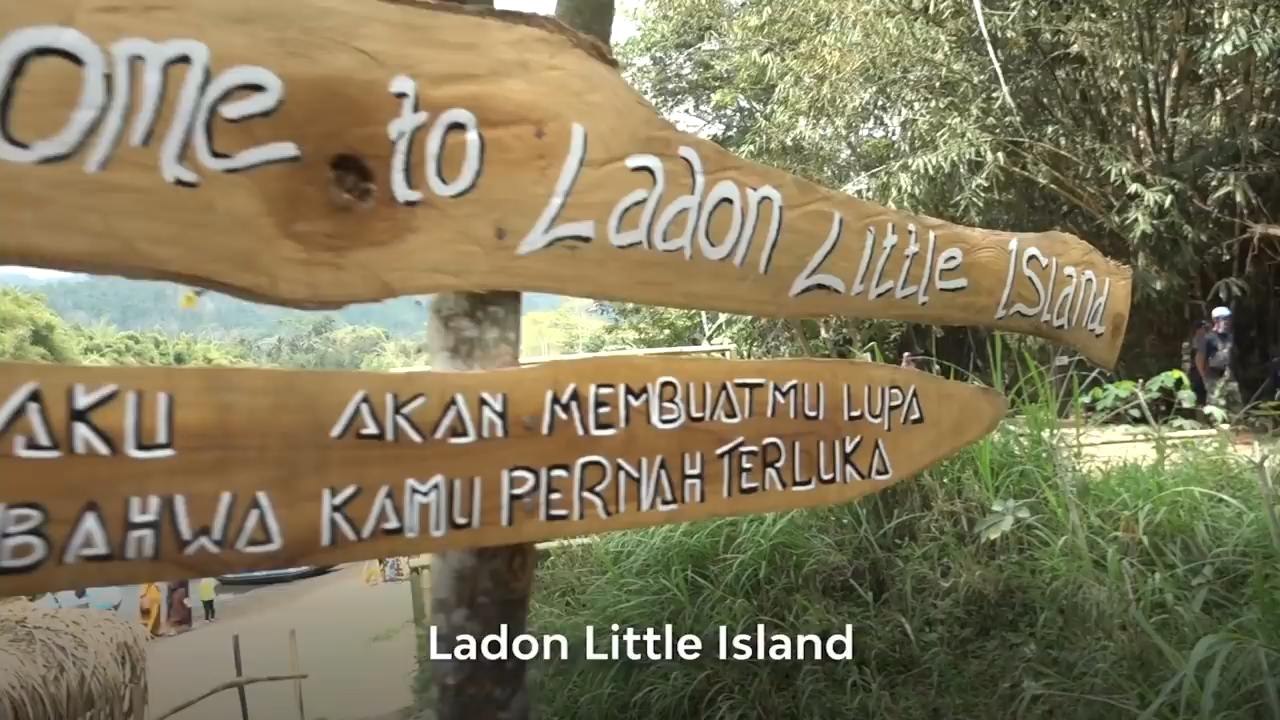 ome to Ladon Little Island
AKU AKAN MEMBUATMU LUPA
BAHWA KAMU PERNAH TERLUKA
Ladon Little Island